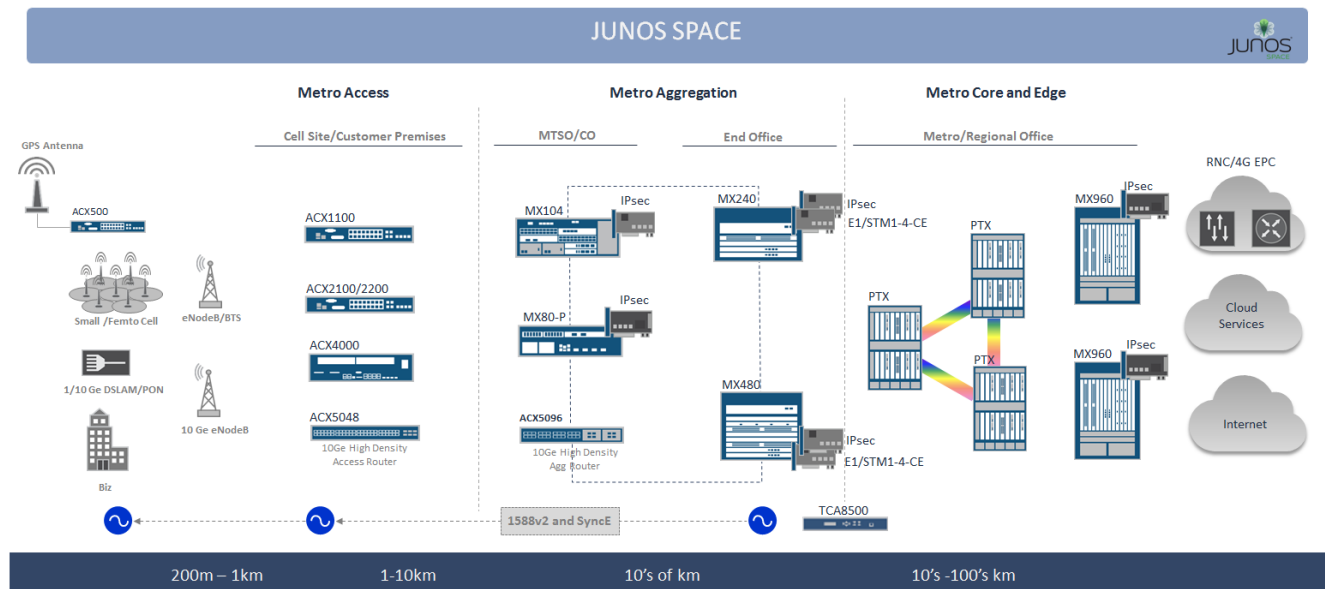 JUNOS SPACE
JUNOS
SPACE
Metro Access
Metro Aggregation
Metro Core and Edge
Cell Site/Customer Premises
MTSO/CO
End Office
Metro/Regional Office
GPS Antenna
RNC/4G EPC
ACX500
ACX1100
MX104
IPsec
MX240
IPsec
E1/STM1-4-CE
PTX
MX960
IPsec
Small /Femto Cell
eNodeB/BTS
ACX2100/2200
MX80-P
IPsec
PTX
Cloud
Services
1/10 Ge DSLAM/PON
10 Ge eNodeB
ACX4000
MX480
PTX
MX960
IPsec
Biz
ACX5048
10Ge High Density
Access Router
ACX5096
10Ge High Density
Agg Router
IPsec
E1/STM1-4-CE
Internet
1588v2 and SyncE
TCA8500
200m – 1km
1-10km
10's of km
10's -100's km